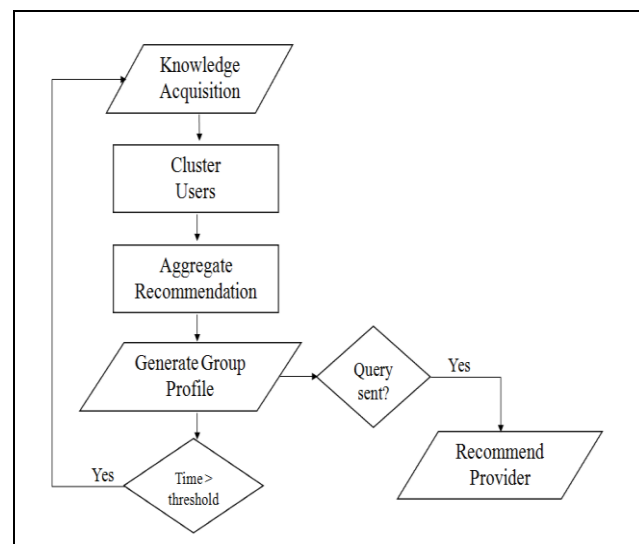 Knowledge
Acquisition
Cluster
Users
Aggregate
Recommendation
Generate Group
Profile
Query
sent?
Yes
Recommend
Provider
Yes
Time >
threshold